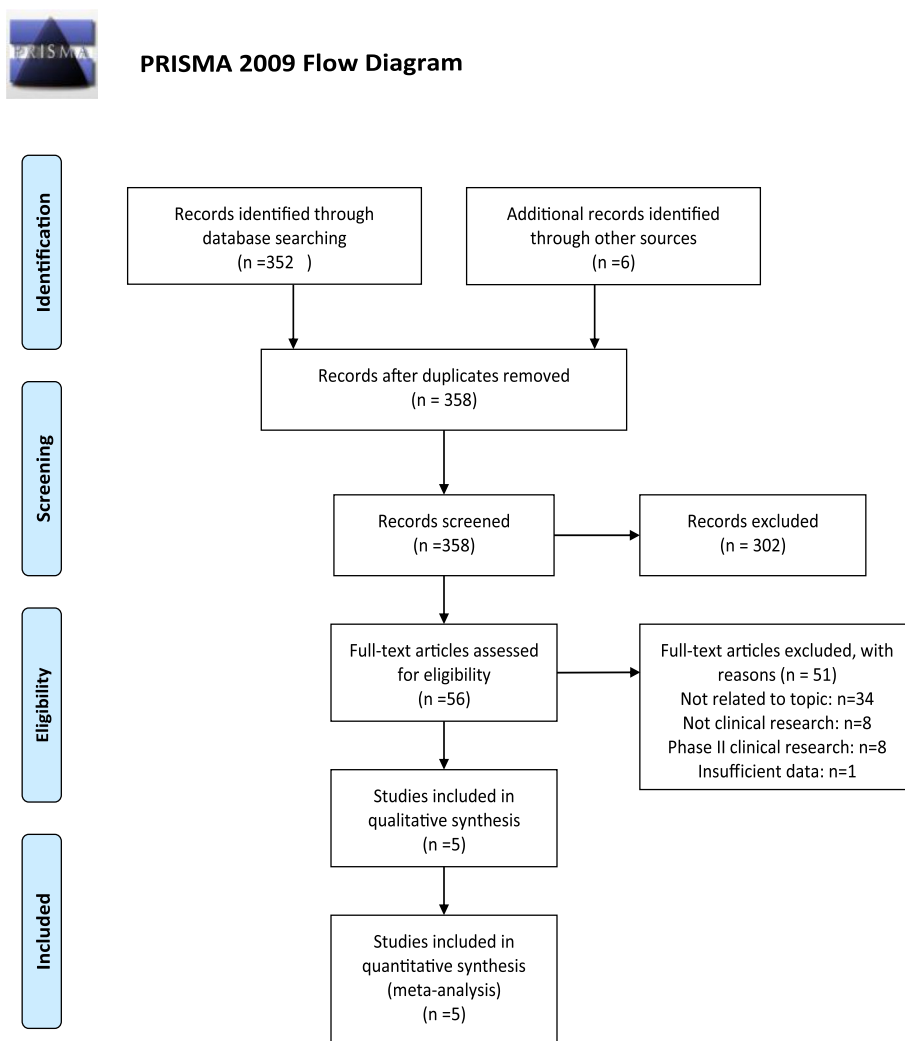 PRISMA
PRISMA 2009 Flow Diagram
Identification
Records identified through
database searching
(n =352   )
Additional records identified
through other sources
(n =6)
Records after duplicates removed
(n = 358)
Screening
Records screened
(n =358)
Records excluded
(n = 302)
Eligibility
Full-text articles assessed
for eligibility
(n =56)
Full-text articles excluded, with
reasons (n = 51)
Not related to topic: n=34
Not clinical research: n=8
Phase II clinical research: n=8
Insufficient data: n=1
Studies included in
qualitative synthesis
(n =5)
Included
Studies included in
quantitative synthesis
(meta-analysis)
(n =5)